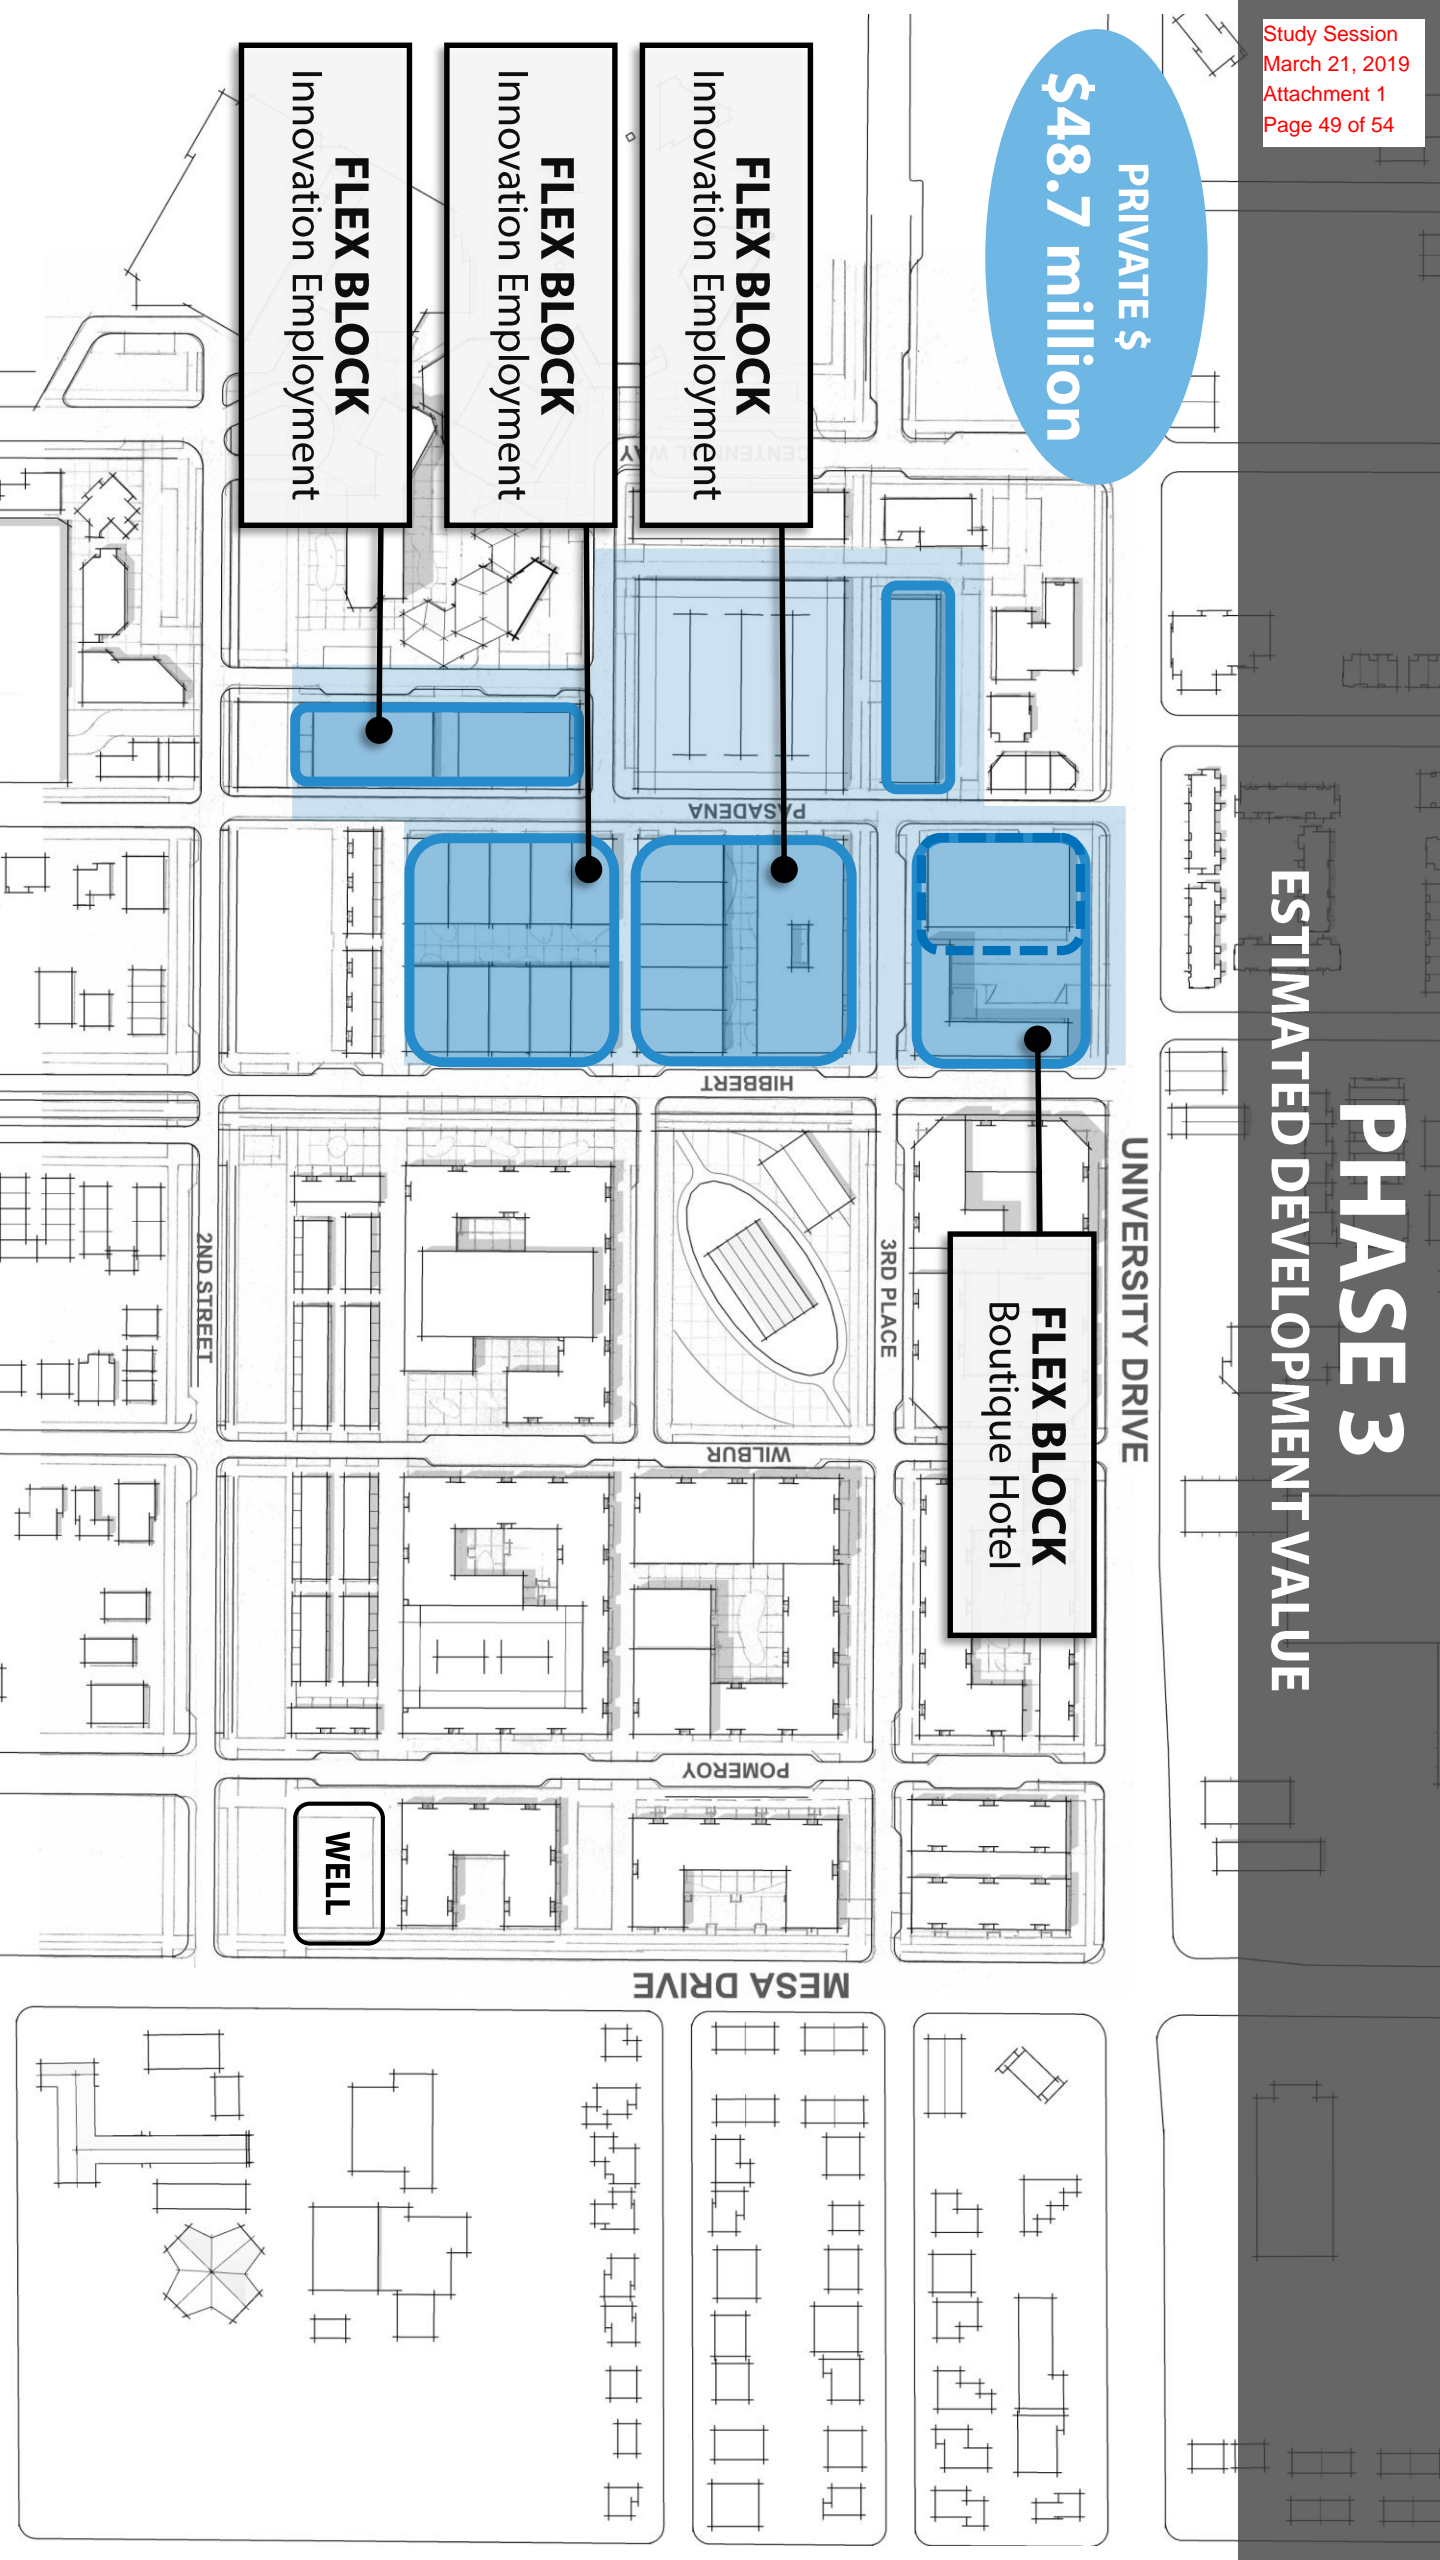 Study Session
March 21, 2019
Attachment 1
Page 49 of 54
PHASE 3
ESTIMATED DEVELOPMENT VALUE
PRIVATE $
$48.7 million
FLEX BLOCK
Innovation Employment
FLEX BLOCK
Innovation Employment
FLEX BLOCK
Innovation Employment
FLEX BLOCK
Boutique Hotel
UNIVERSITY DRIVE
3RD PLACE
2ND STREET
CENTENNIAL WAY
PASADENA
HIBBERT
WILBUR
POMEROY
MESA DRIVE
WELL